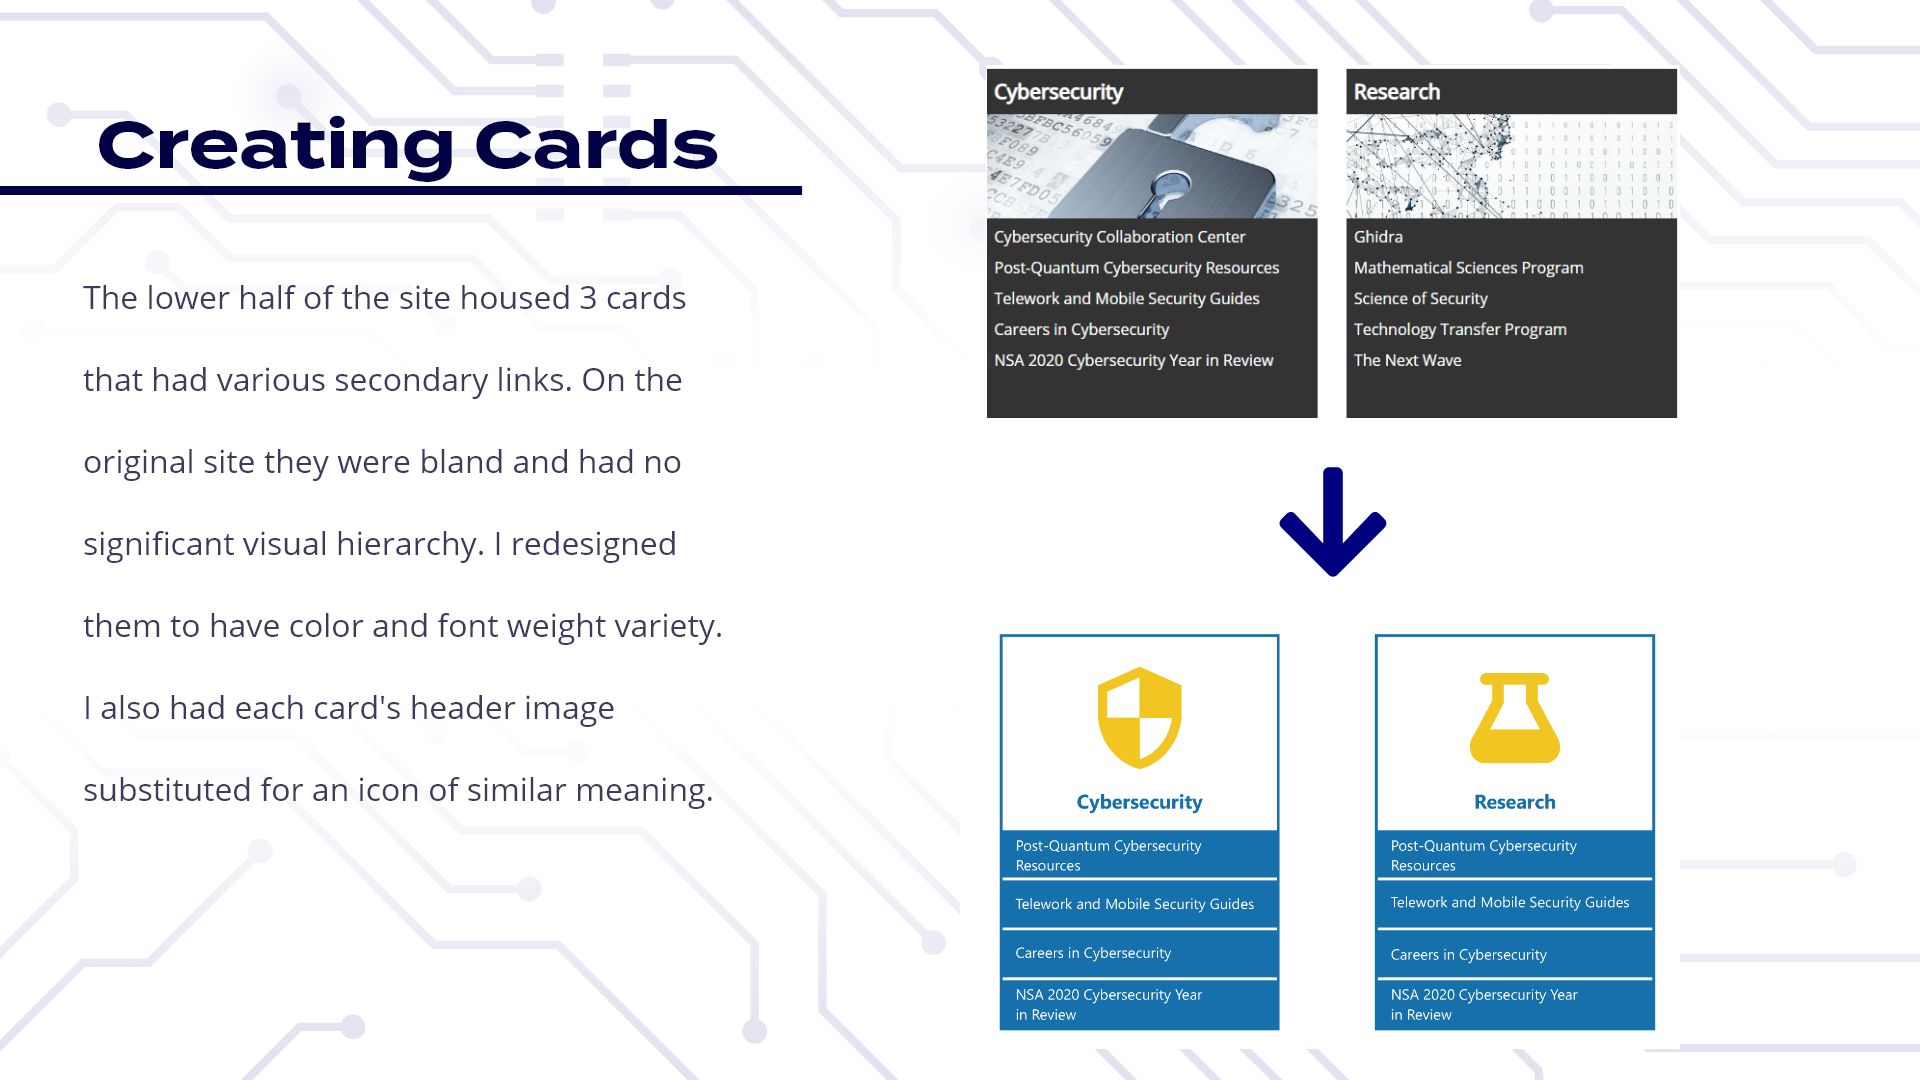 Creating Cards
The lower half of the site housed 3 cards
that had various secondary links. On the
original site they were bland and had no
significant visual hierarchy. I redesigned
them to have color and font weight variety.
I also had each card's header image
substituted for an icon of similar meaning.
Cybersecurity
Cybersecurity Collaboration Center
Post-Quantum Cybersecurity Resources
Telework and Mobile Security Guides
Careers in Cybersecurity
NSA 2020 Cybersecurity Year in Review
Research
Ghidra
Mathematical Sciences Program
Science of Security
Technology Transfer Program
The Next Wave
Cybersecurity
Post-Quantum Cybersecurity
Resources
Telework and Mobile Security Guides
Careers in Cybersecurity
NSA 2020 Cybersecurity Year
in Review
Research
Post-Quantum Cybersecurity
Resources
Telework and Mobile Security Guides
Careers in Cybersecurity
NSA 2020 Cybersecurity Year
in Review